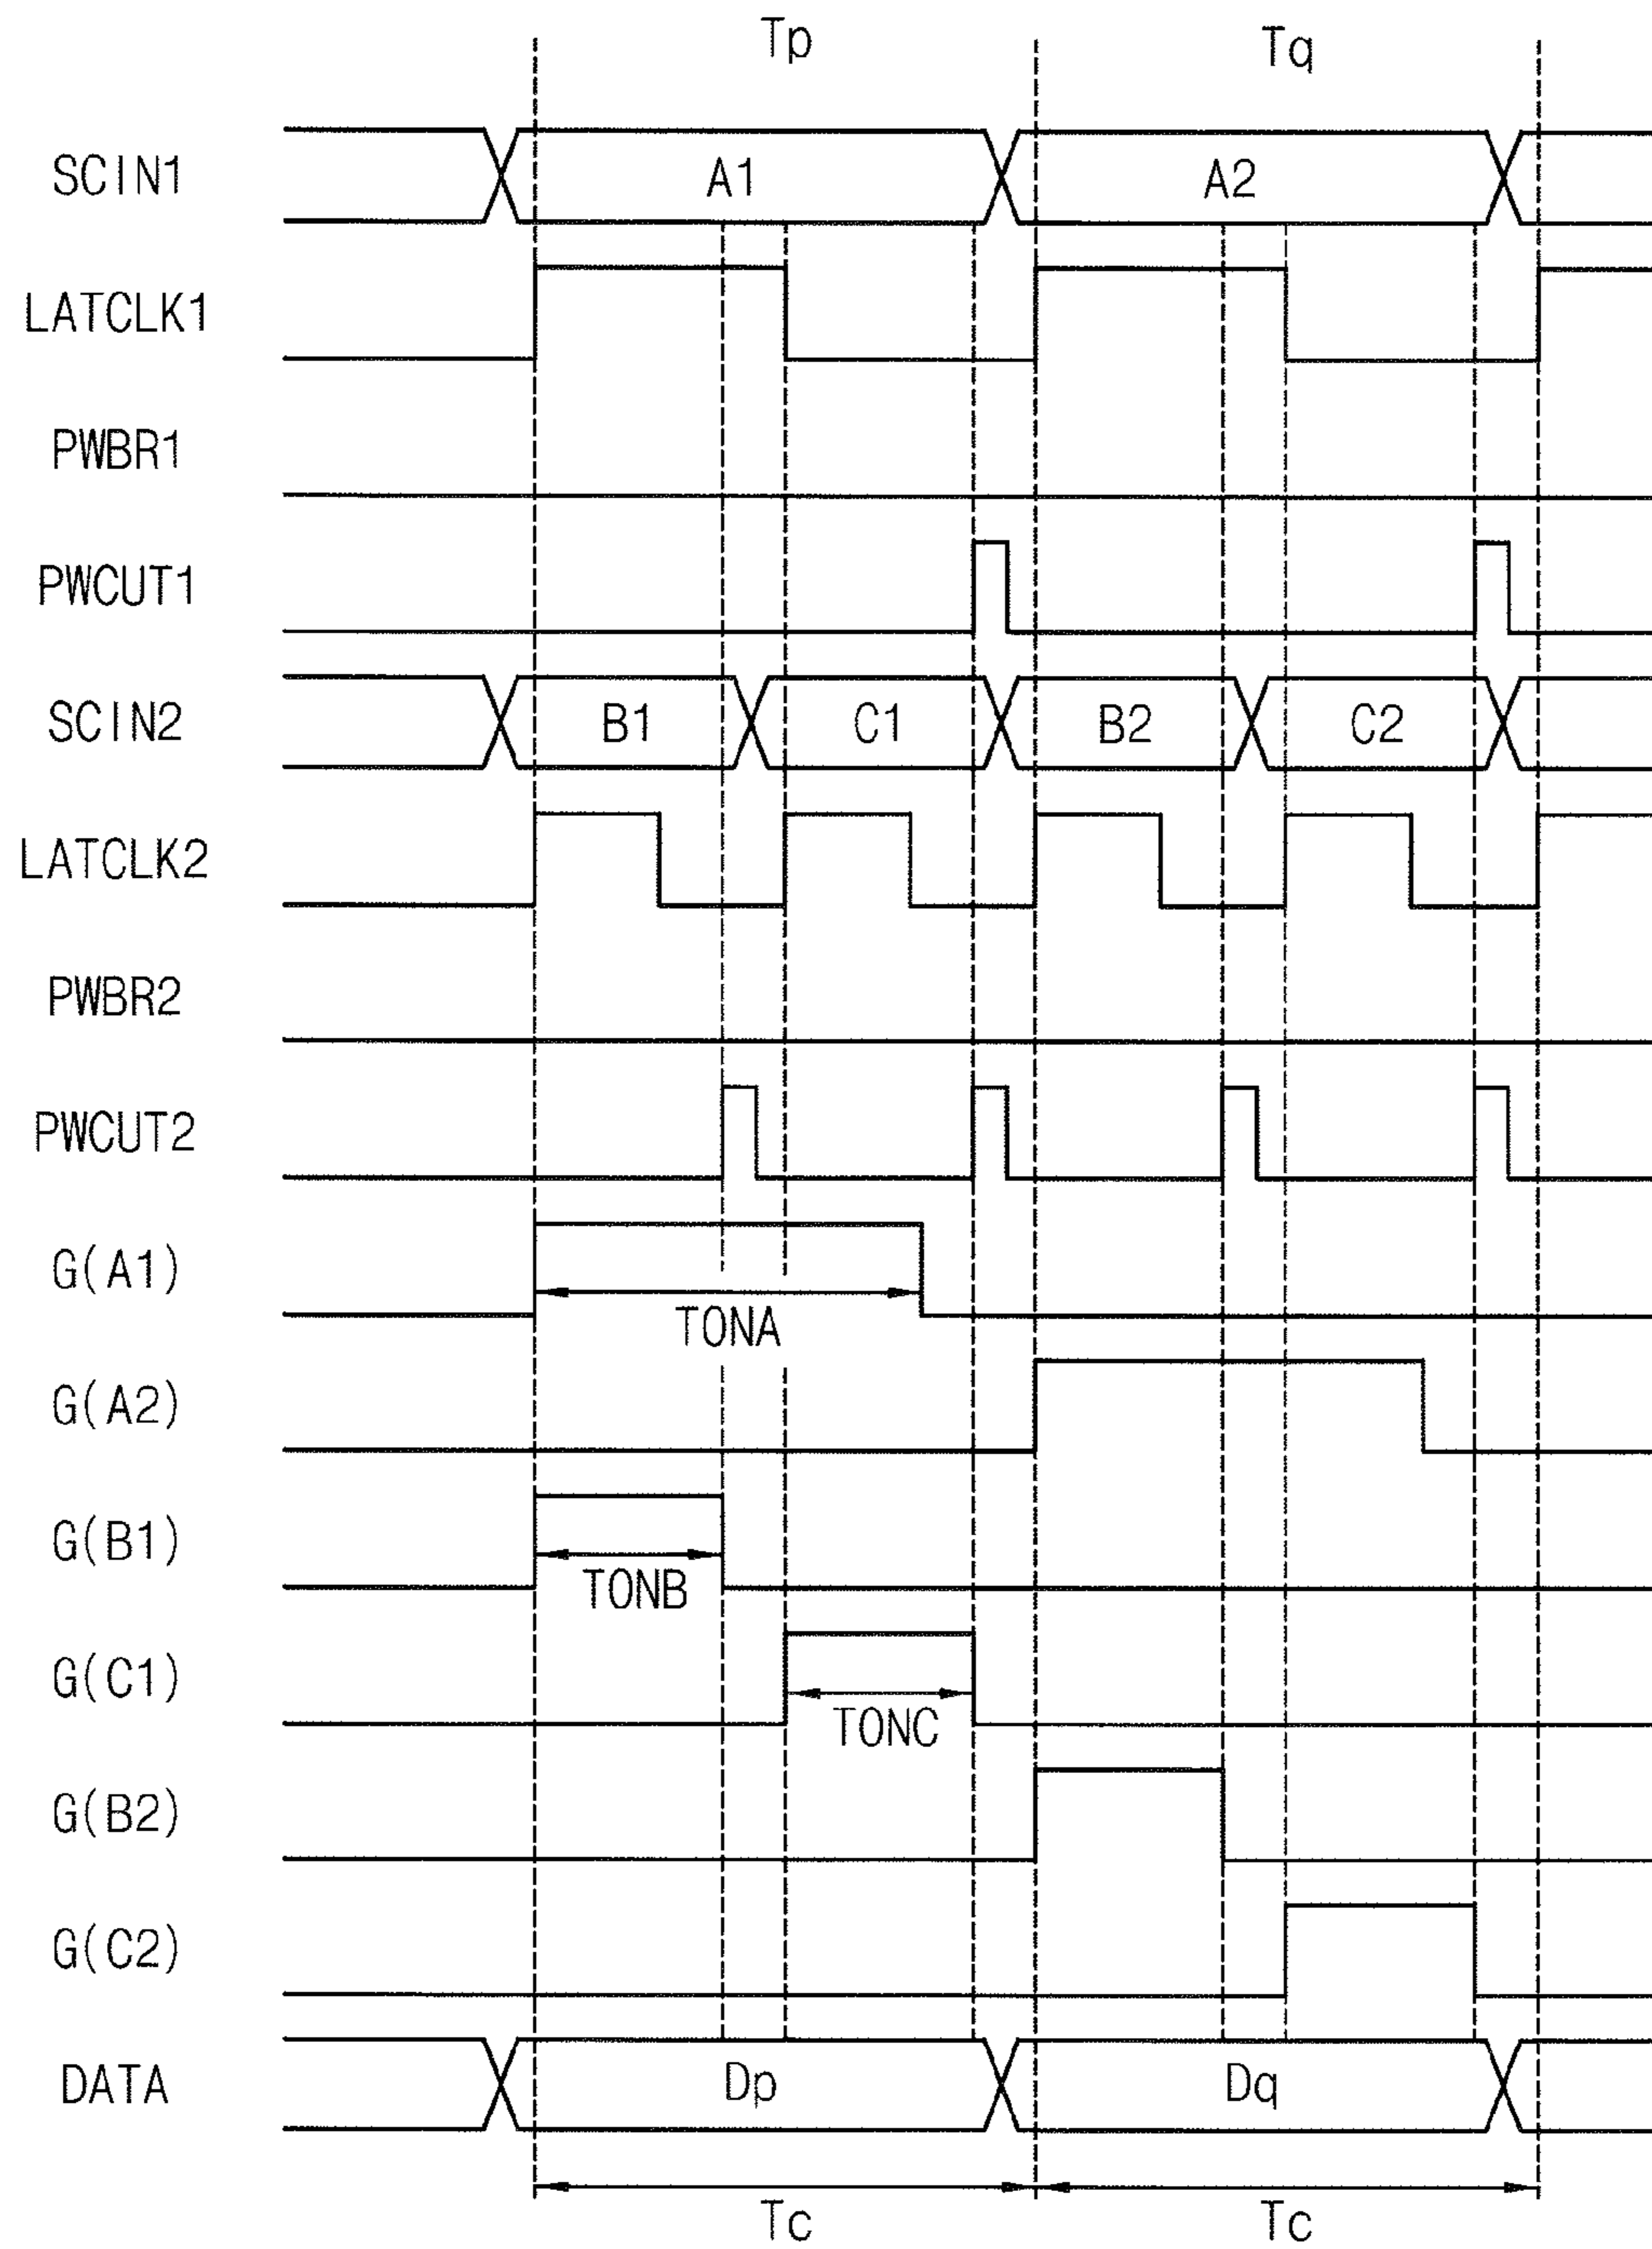 Tp Tq
SCIN1 A1 A2
LATCLK1
PWBR1
PWCUT1
SCIN2 B1 C1 B2 C2
LATCLK2
PWBR2
PWCUT2
G(A1)
TONA
G(A2)
G(B1)
TONB
G(C1)
TONC
G(B2)
G(C2)
DATA Dp Dq
Tc Tc